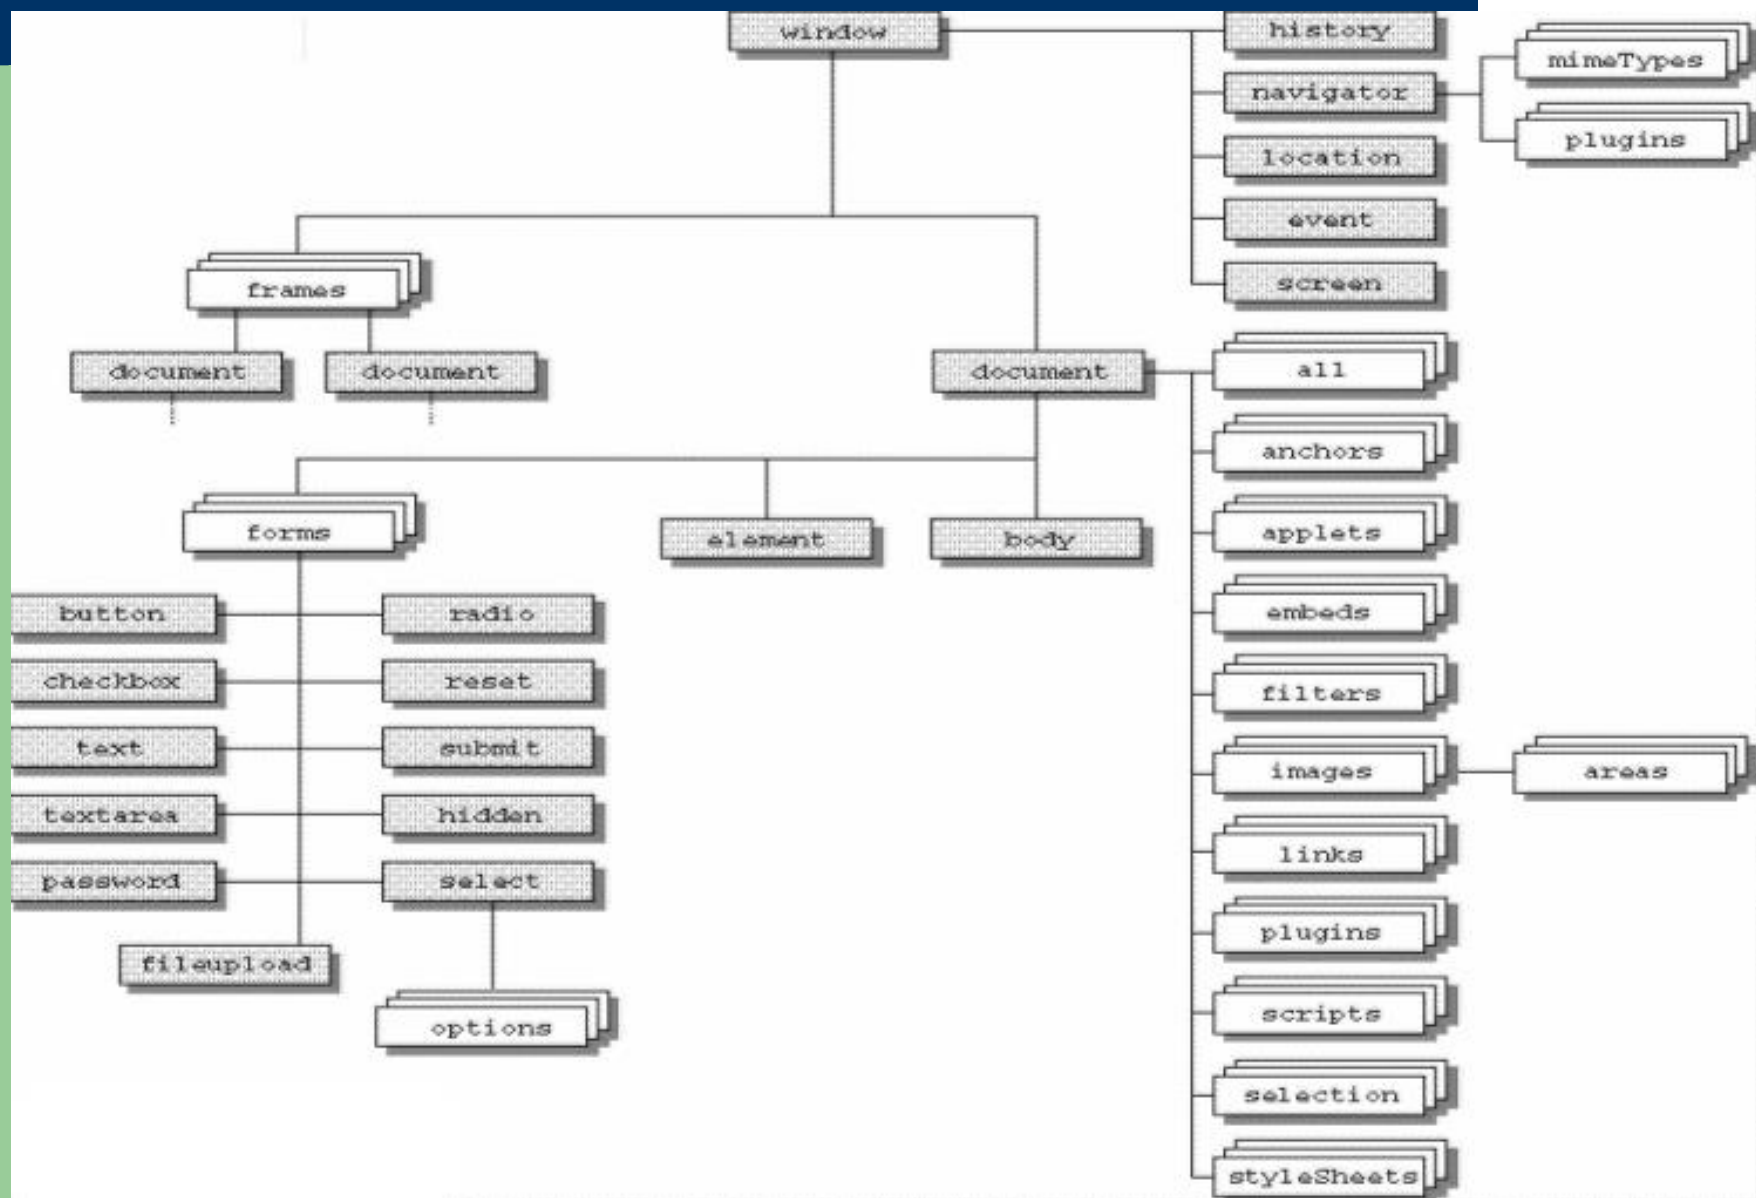 window
history
mimeTypes
navigator
plugins
location
event
screen
frames
document
document
document
all
anchors
applets
forms
element
body
embeds
button
radio
filters
checkbox
reset
text
submit
images
areas
textarea
hidden
links
password
select
plugins
fileupload
scripts
options
selection
styleSheets